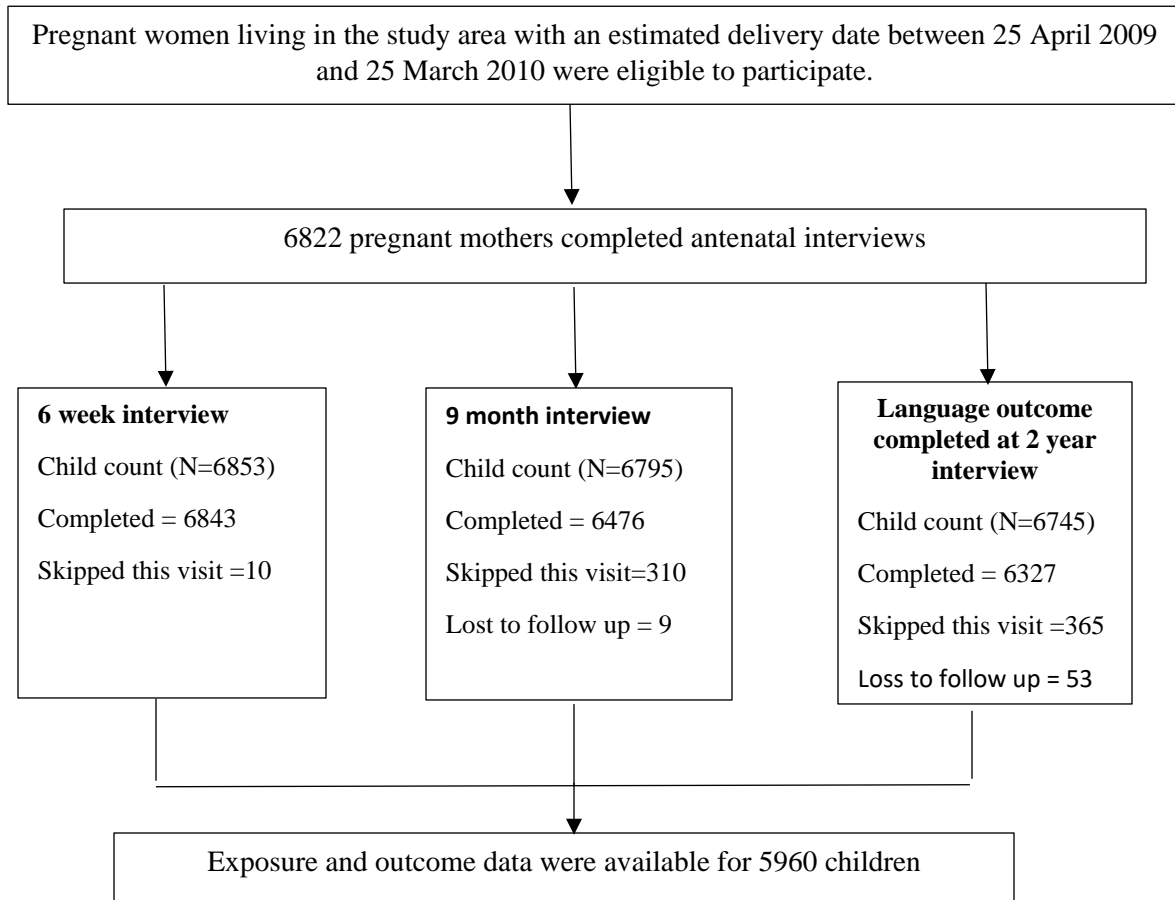 Pregnant women living in the study area with an estimated delivery date between 25 April 2009
and 25 March 2010 were eligible to participate.
6822 pregnant mothers completed antenatal interviews
6 week interview
Child count (N=6853)
Completed = 6843
Skipped this visit =10
9 month interview
Child count (N=6795)
Completed = 6476
Skipped this visit=310
Lost to follow up = 9
Language outcome
completed at 2 year
interview
Child count (N=6745)
Completed = 6327
Skipped this visit =365
Loss to follow up = 53
Exposure and outcome data were available for 5960 children